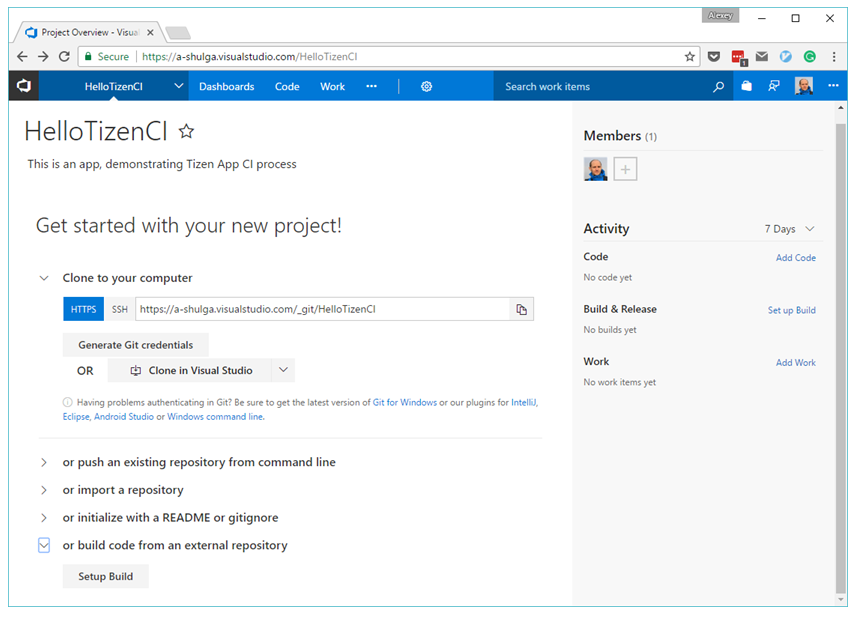 Alexey
Project Overview - Visua
Secure https://a-shulga.visualstudio.com/HelloTizenCI
1
HelloTizenCI Dashboards Code Work Search work items
HelloTizenCI
This is an app, demonstrating Tizen App CI process
Get started with your new project!
Clone to your computer
HTTPS SSH https://a-shulga.visualstudio.com/_git/HelloTizenCI
Generate Git credentials
OR Clone in Visual Studio
Having problems authenticating in Git? Be sure to get the latest version of Git for Windows or our plugins for IntelliJ,
Eclipse, Android Studio or Windows command line.
or push an existing repository from command line
or import a repository
or initialize with a README or gitignore
or build code from an external repository
Setup Build
Members (1)
Activity 7 Days
Code Add Code
No code yet
Build & Release Set up Build
No builds yet
Work Add Work
No work items yet